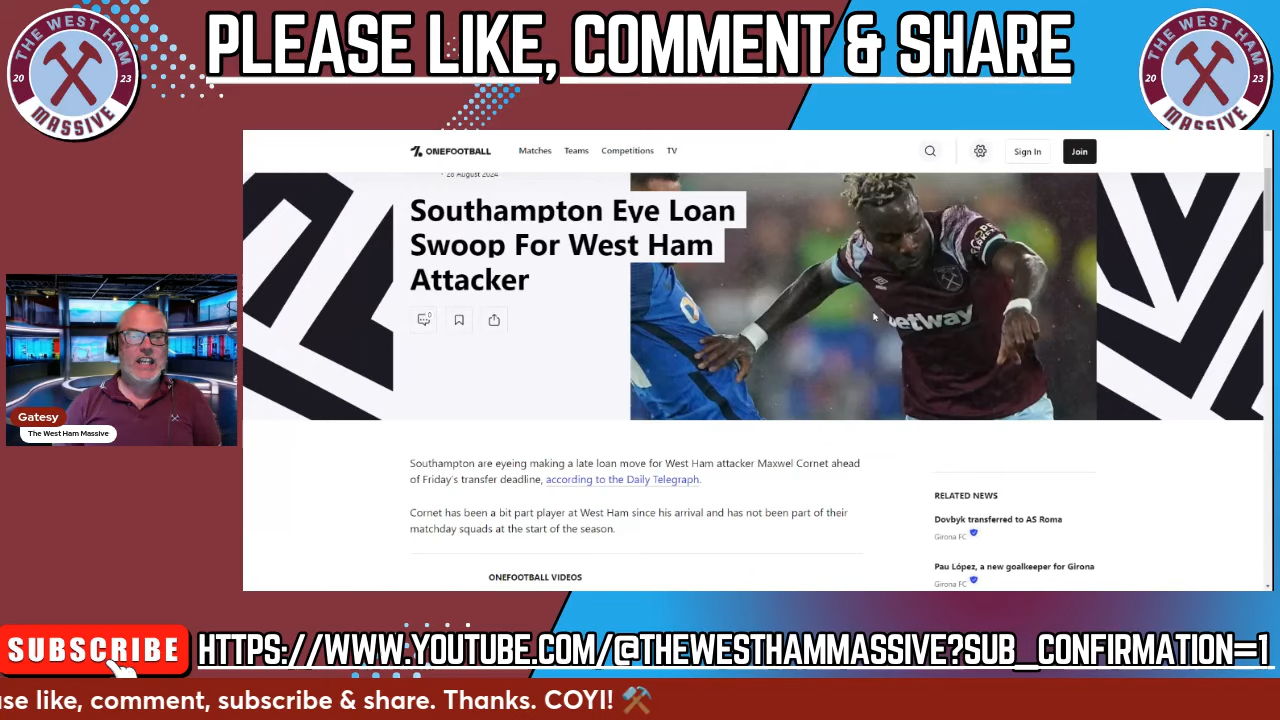 PLEASE LIKE, COMMENT & SHARE
THE WEST HAM
20 23
MASSIVE
THE WEST HAM
20 23
MASSIVE
ONEFOOTBALL
Matches Teams Competitions TV
Sign In
Join
28 August 2024
Southampton Eye Loan
Swoop For West Ham
Attacker
0
betway
Southampton are eyeing making a late loan move for West Ham attacker Maxwel Cornet ahead
of Friday's transfer deadline, according to the Daily Telegraph.
Cornet has been a bit part player at West Ham since his arrival and has not been part of their
matchday squads at the start of the season.
ONEFOOTBALL VIDEOS
RELATED NEWS
Dovbyk transferred to AS Roma
Girona FC
Pau López, a new goalkeeper for Girona
Girona FC
Gatesy
The West Ham Massive
SUBSCRIBE
HTTPS://WWW.YOUTUBE.COM/@THEWESTHAMMASSIVE?SUB_CONFIRMATION=1
se like, comment, subscribe & share. Thanks. COYI! ⚒️